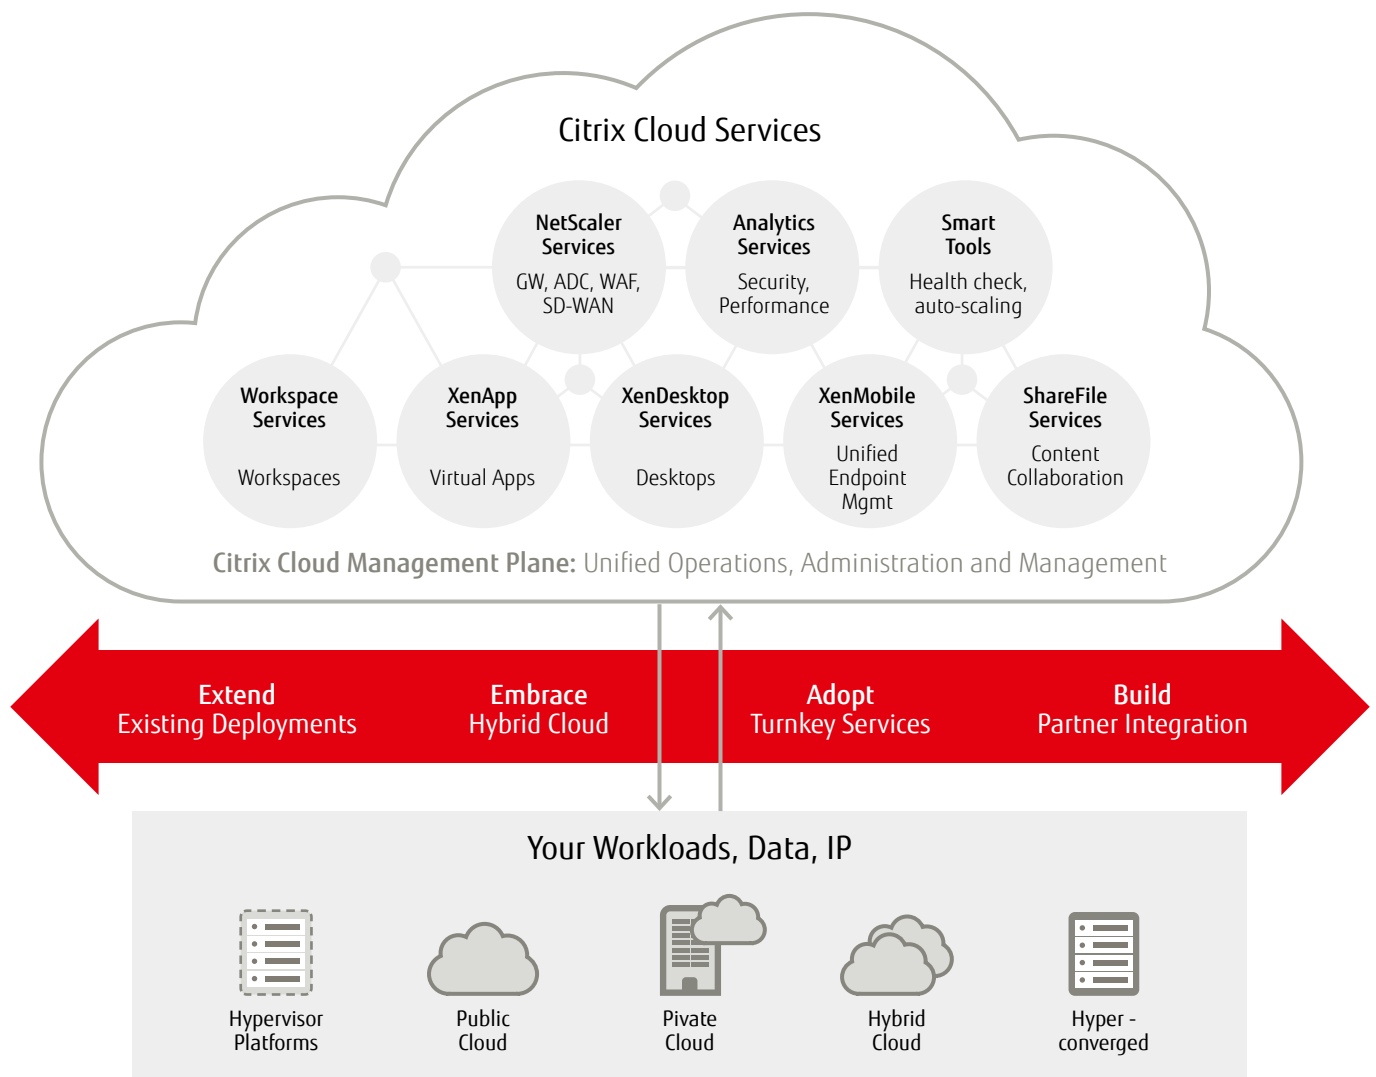 Citrix Cloud Services
NetScaler
Services
GW, ADC, WAF,
SD-WAN
Analytics
Services
Security,
Performance
Smart
Tools
Health check,
auto-scaling
Workspace
Services
Workspaces
XenApp
Services
Virtual Apps
XenDesktop
Services
Desktops
XenMobile
Services
Unified
Endpoint
Mgmt
ShareFile
Services
Content
Collaboration
Citrix Cloud Management Plane: Unified Operations, Administration and Management
Extend
Existing Deployments
Embrace
Hybrid Cloud
Adopt
Turnkey Services
Build
Partner Integration
Your Workloads, Data, IP
Hypervisor
Platforms
Public
Cloud
Pivate
Cloud
Hybrid
Cloud
Hyper -
converged